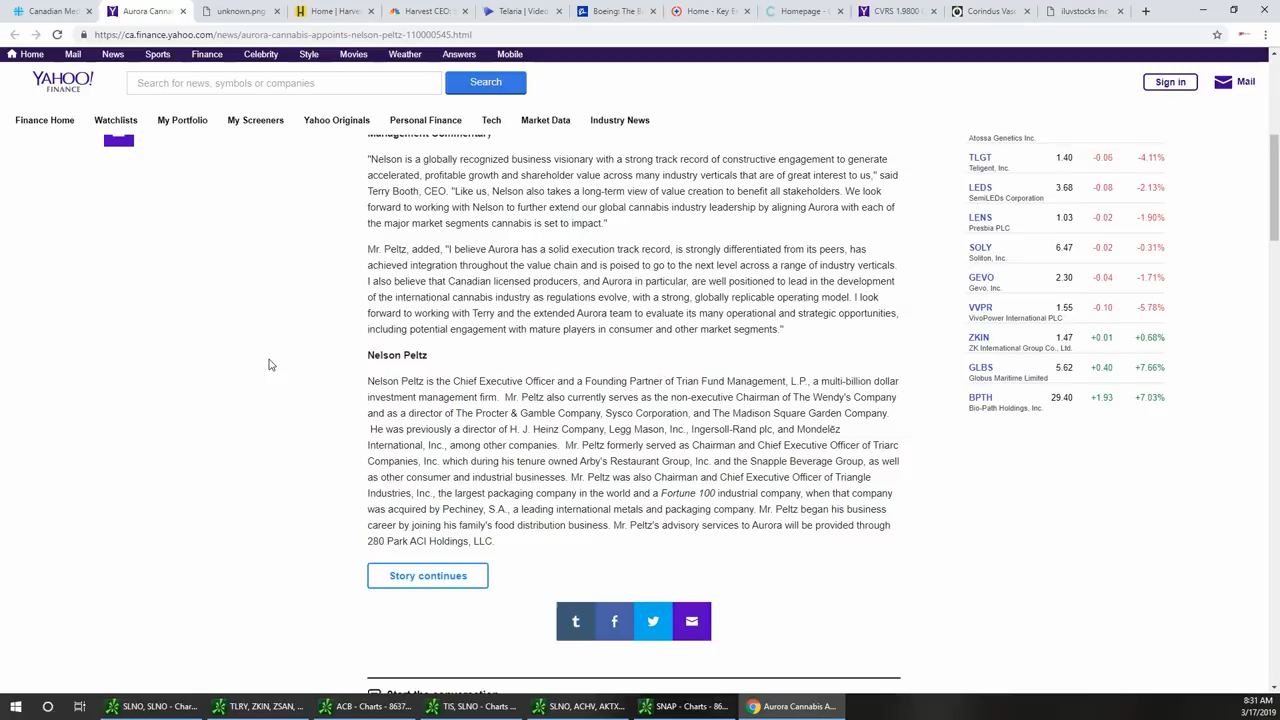 Canadian Med
Aurora Canna
unknown.png
Home | Harve
Harvest CEO:
Telaria | Video
Boeing: The B
Home - Key E
Homepage - C
CVRS 1.9800 C
Corindus Vasc
iluvstocks Inc
https://ca.finance.yahoo.com/news/aurora-cannabis-appoints-nelson-peltz-110000545.html
Home Mail News Sports Finance Celebrity Style Movies Weather Answers Mobile
YAHOO!
FINANCE
Search for news, symbols or companies
Search
Sign in
Mail
Finance Home Watchlists My Portfolio My Screeners Yahoo Originals Personal Finance Tech Market Data Industry News
Management Commentary
"Nelson is a globally recognized business visionary with a strong track record of constructive engagement to generate
accelerated, profitable growth and shareholder value across many industry verticals that are of great interest to us," said
Terry Booth, CEO. "Like us, Nelson also takes a long-term view of value creation to benefit all stakeholders. We look
forward to working with Nelson to further extend our global cannabis industry leadership by aligning Aurora with each of
the major market segments cannabis is set to impact."
Mr. Peltz, added, "I believe Aurora has a solid execution track record, is strongly differentiated from its peers, has
achieved integration throughout the value chain and is poised to go to the next level across a range of industry verticals.
I also believe that Canadian licensed producers, and Aurora in particular, are well positioned to lead in the development
of the international cannabis industry as regulations evolve, with a strong, globally replicable operating model. I look
forward to working with Terry and the extended Aurora team to evaluate its many operational and strategic opportunities,
including potential engagement with mature players in consumer and other market segments."
Nelson Peltz
Nelson Peltz is the Chief Executive Officer and a Founding Partner of Trian Fund Management, L.P., a multi-billion dollar
investment management firm. Mr. Peltz also currently serves as the non-executive Chairman of The Wendy's Company
and as a director of The Procter & Gamble Company, Sysco Corporation, and The Madison Square Garden Company.
He was previously a director of H. J. Heinz Company, Legg Mason, Inc., Ingersoll-Rand plc, and Mondelēz
International, Inc., among other companies. Mr. Peltz formerly served as Chairman and Chief Executive Officer of Triarc
Companies, Inc. which during his tenure owned Arby's Restaurant Group, Inc. and the Snapple Beverage Group, as well
as other consumer and industrial businesses. Mr. Peltz was also Chairman and Chief Executive Officer of Triangle
Industries, Inc., the largest packaging company in the world and a Fortune 100 industrial company, when that company
was acquired by Pechiney, S.A., a leading international metals and packaging company. Mr. Peltz began his business
career by joining his family's food distribution business. Mr. Peltz's advisory services to Aurora will be provided through
280 Park ACI Holdings, LLC.
Story continues
t f
Start the conversation
Atossa Genetics Inc.
TLGT 1.40 -0.06 -4.11%
Teligent, Inc.
LEDS 3.68 -0.08 -2.13%
SemiLEDs Corporation
LENS 1.03 -0.02 -1.90%
Presbia PLC
SOLY 6.47 -0.02 -0.31%
Soliton, Inc.
GEVO 2.30 -0.04 -1.71%
Gevo, Inc.
VVPR 1.55 -0.10 -5.78%
VivoPower International PLC
ZKIN 1.47 +0.01 +0.68%
ZK International Group Co., Ltd.
GLBS 5.62 +0.40 +7.66%
Globus Maritime Limited
BPTH 29.40 +1.93 +7.03%
Bio-Path Holdings, Inc.
SLNO, SLNO - Char...
TLRY, ZKIN, ZSAN, ...
ACB - Charts - 8637...
TIS, SLNO - Charts ...
SLNO, ACHV, AKTX...
SNAP - Charts - 86...
Aurora Cannabis A...
8:31 AM
3/17/2019